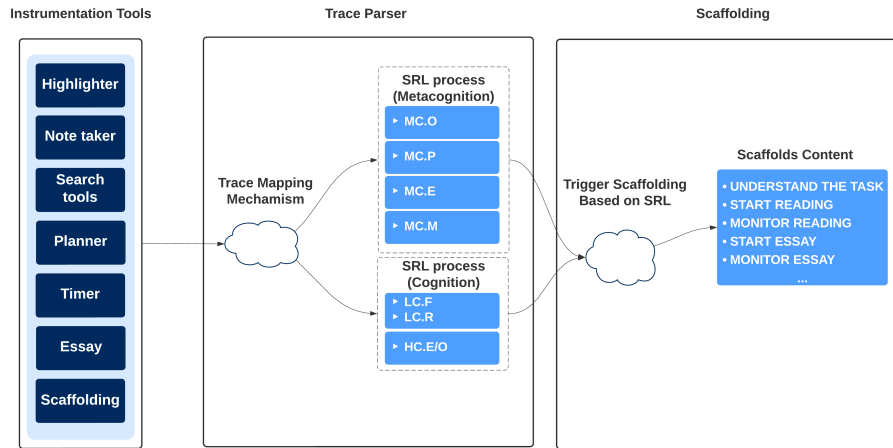 Instrumentation Tools
Trace Parser
Scaffolding
Highlighter
Note taker
Search
tools
Planner
Timer
Essay
Scaffolding
Trace Mapping
Mechamism
SRL process
(Metacognition)
MC.O
MC.P
MC.E
MC.M
SRL process
(Cognition)
LC.F
LC.R
HC.E/O
Trigger Scaffolding
Based on SRL
Scaffolds Content
• UNDERSTAND THE TASK
• START READING
• MONITOR READING
• START ESSAY
• MONITOR ESSAY
...